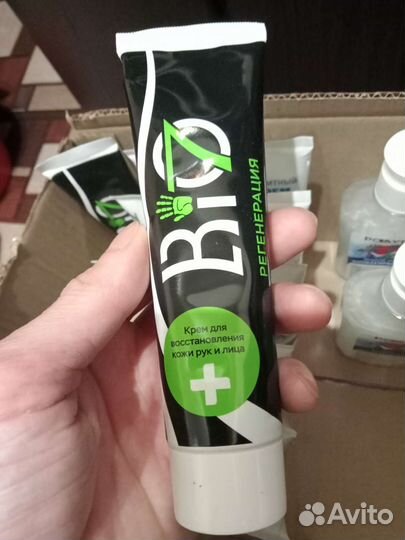 BiO7
РЕГЕНЕРАЦИЯ
Крем для
восстановления
кожи рук и лица
Avito